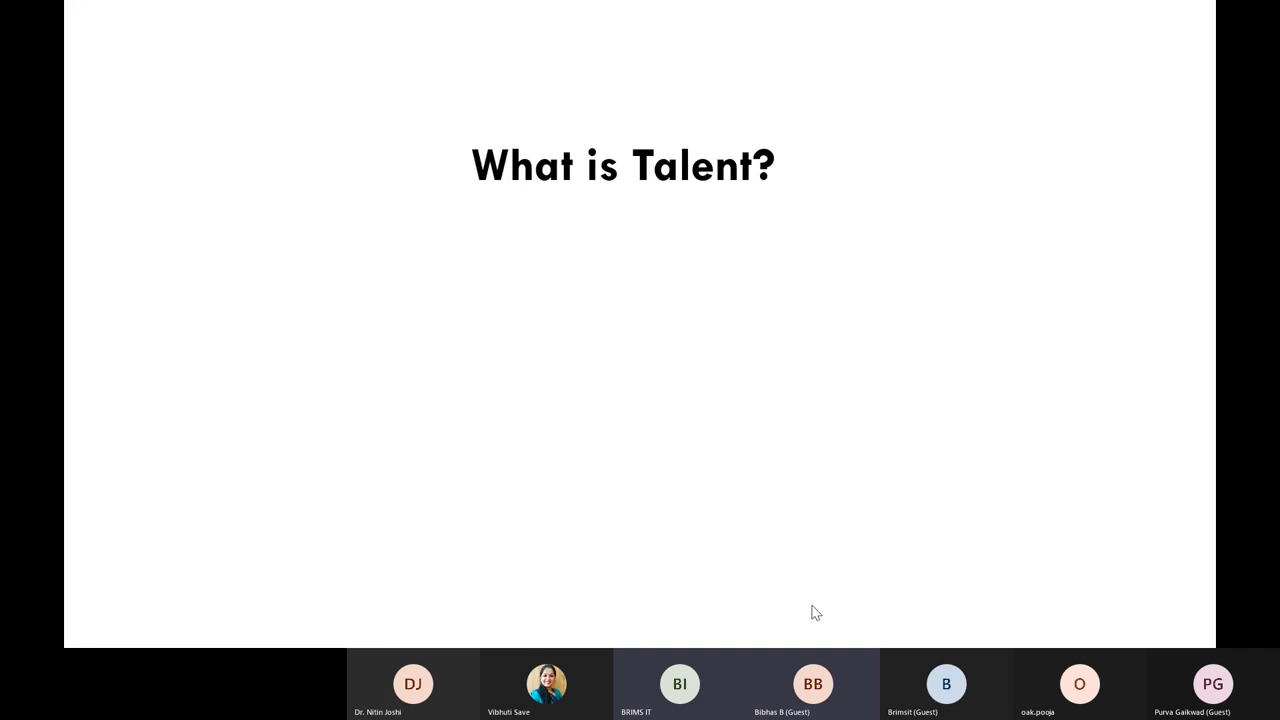 What is Talent?
DJ
BI
BB
B
O
PG
Dr. Nitin Joshi
Vibhuti Save
BRIMS IT
Bibhas B (Guest)
Brimsit (Guest)
oak.pooja
Purva Gaikwad (Guest)